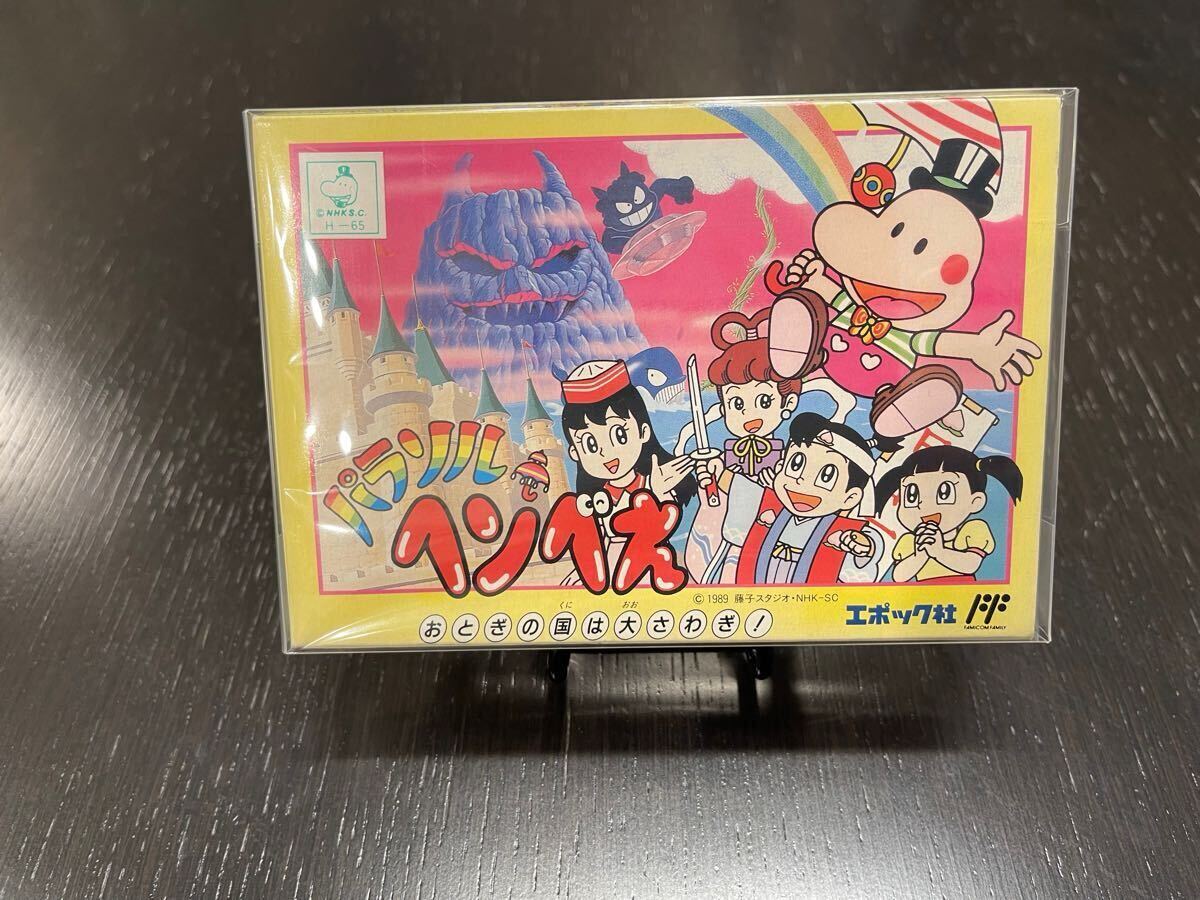 ©NHKS.C.
H-65
パラソル
ヘンべえ
© 1989 藤子スタジオ・NHK-SC
くに おお
おとぎの国は大さわぎ!
エポック社
FAMICOM FAMILY